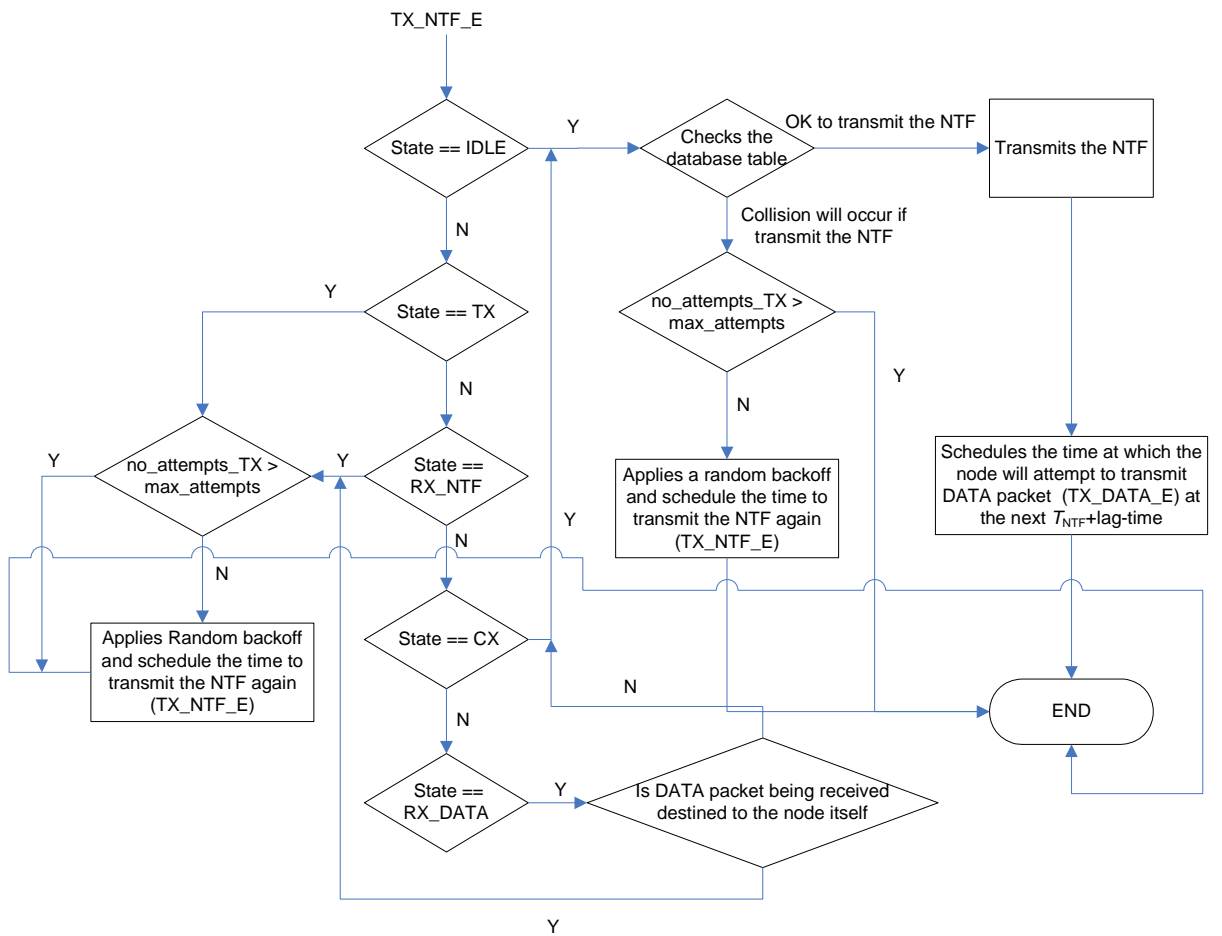 TX_NTF_E
State == IDLE
Y
Checks the
database table
OK to transmit the NTF
Transmits the NTF
N
Collision will occur if
transmit the NTF
Y
State == TX
no_attempts_TX >
max_attempts
N
Y
N
Y
no_attempts_TX >
max_attempts
Y
State ==
RX_NTF
Applies a random backoff
and schedule the time to
transmit the NTF again
(TX_NTF_E)
Schedules the time at which the
node will attempt to transmit
DATA packet (TX_DATA_E) at
the next TNTF+lag-time
Y
N
N
Applies Random backoff
and schedule the time to
transmit the NTF again
(TX_NTF_E)
State == CX
N
N
END
State ==
RX_DATA
Y
Is DATA packet being received
destined to the node itself
Y